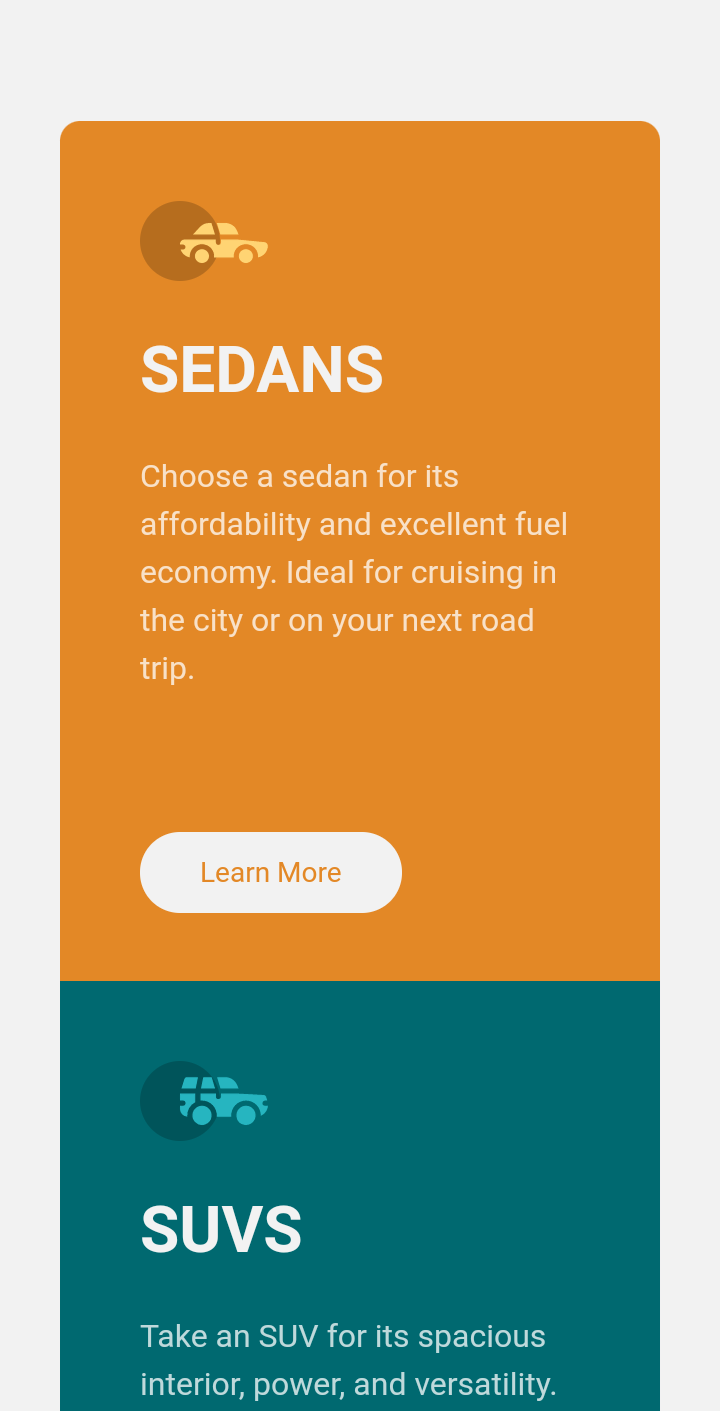 SEDANS
Choose a sedan for its
affordability and excellent fuel
economy. Ideal for cruising in
the city or on your next road
trip.
Learn More
SUVS
Take an SUV for its spacious
interior, power, and versatility.